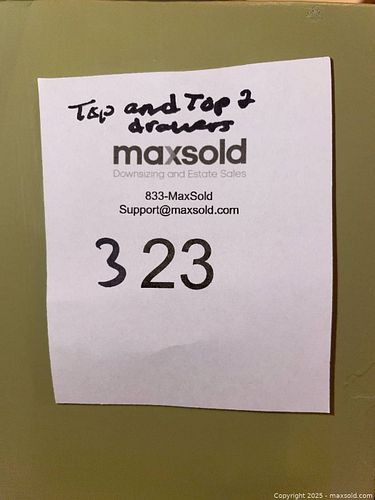 Top and Top 2
drawers
maxsold
Downsizing and Estate Sales
833-MaxSold
Support@maxsold.com
323
Copyright 2025 - maxsold.com